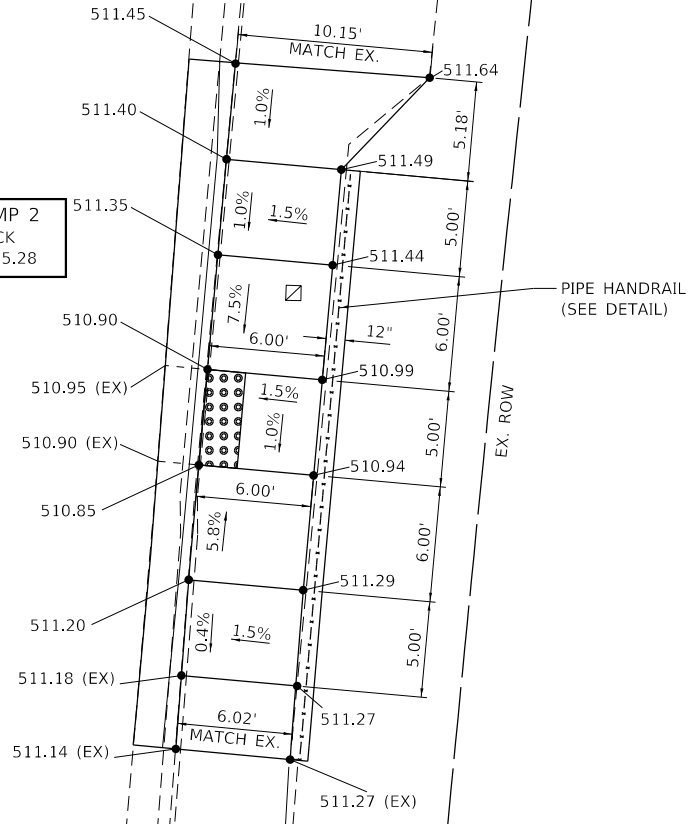 511.45
10.15'
MATCH EX.
511.64
511.40
1.0%
5.18'
511.49
MP 2
CK
5.28
511.35
1.0%
1.5%
5.00'
511.44
7.5%
PIPE HANDRAIL
(SEE DETAIL)
510.90
6.00'
12"
6.00'
510.95 (EX)
510.99
1.5%
1.0%
5.00'
EX. ROW
510.90 (EX)
510.94
510.85
6.00'
5.8%
6.00'
511.29
511.20
0.4%
1.5%
5.00'
511.18 (EX)
511.27
6.02'
MATCH EX.
511.14 (EX)
511.27 (EX)